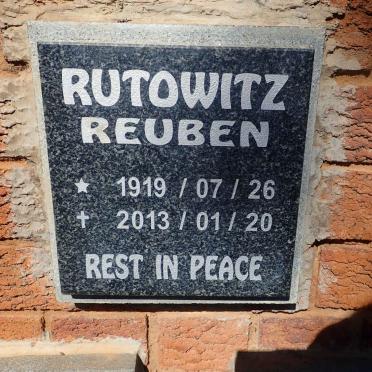 RUTOWITZ
REUBEN
★ 1919 / 07 / 26
✝ 2013 / 01 / 20
REST IN PEACE